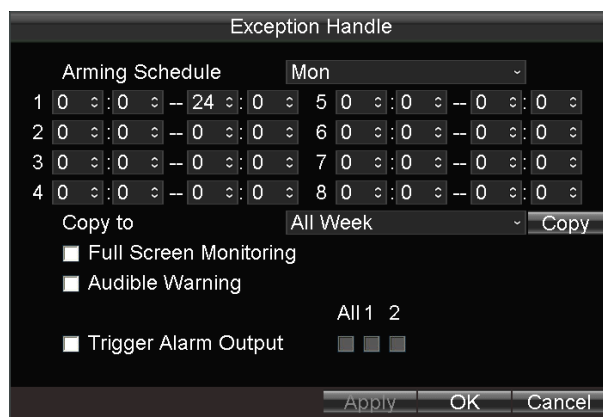 Exception Handle
Arming Schedule Mon
1 0 : 0 -- 24 : 0 5 0 : 0 -- 0 : 0
2 0 : 0 -- 0 : 0 6 0 : 0 -- 0 : 0
3 0 : 0 -- 0 : 0 7 0 : 0 -- 0 : 0
4 0 : 0 -- 0 : 0 8 0 : 0 -- 0 : 0
Copy to All Week Copy
Full Screen Monitoring
Audible Warning
All 1 2
Trigger Alarm Output
Apply OK Cancel